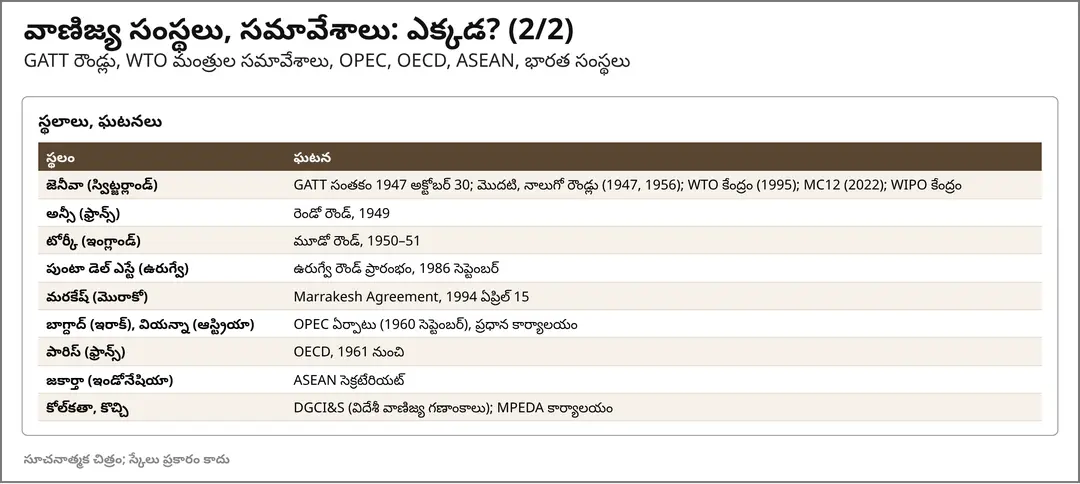 వాణిజ్య సంస్థలు, సమావేశాలు: ఎక్కడ? (2/2)
GATT రౌండ్లు, WTO మంత్రుల సమావేశాలు, OPEC, OECD, ASEAN, భారత సంస్థలు
స్థలాలు, ఘటనలు
స్థలం ఘటన
జెనీవా (స్విట్జర్లాండ్) GATT సంతకం 1947 అక్టోబర్ 30; మొదటి, నాలుగో రౌండ్లు (1947, 1956); WTO కేంద్రం (1995); MC12 (2022); WIPO కేంద్రం
అన్సీ (ఫ్రాన్స్) రెండో రౌండ్, 1949
టోర్కీ (ఇంగ్లాండ్) మూడో రౌండ్, 1950–51
పుంటా డెల్ ఎస్టే (ఉరుగ్వే) ఉరుగ్వే రౌండ్ ప్రారంభం, 1986 సెప్టెంబర్
మరకేష్ (మొరాకో) Marrakesh Agreement, 1994 ఏప్రిల్ 15
బాగ్దాద్ (ఇరాక్), వియన్నా (ఆస్ట్రియా) OPEC ఏర్పాటు (1960 సెప్టెంబర్), ప్రధాన కార్యాలయం
పారిస్ (ఫ్రాన్స్) OECD, 1961 నుంచి
జకార్తా (ఇండోనేషియా) ASEAN సెక్రటేరియట్
కోల్‌కతా, కొచ్చి DGCI&S (విదేశీ వాణిజ్య గణాంకాలు); MPEDA కార్యాలయం
సూచనాత్మక చిత్రం; స్కేలు ప్రకారం కాదు